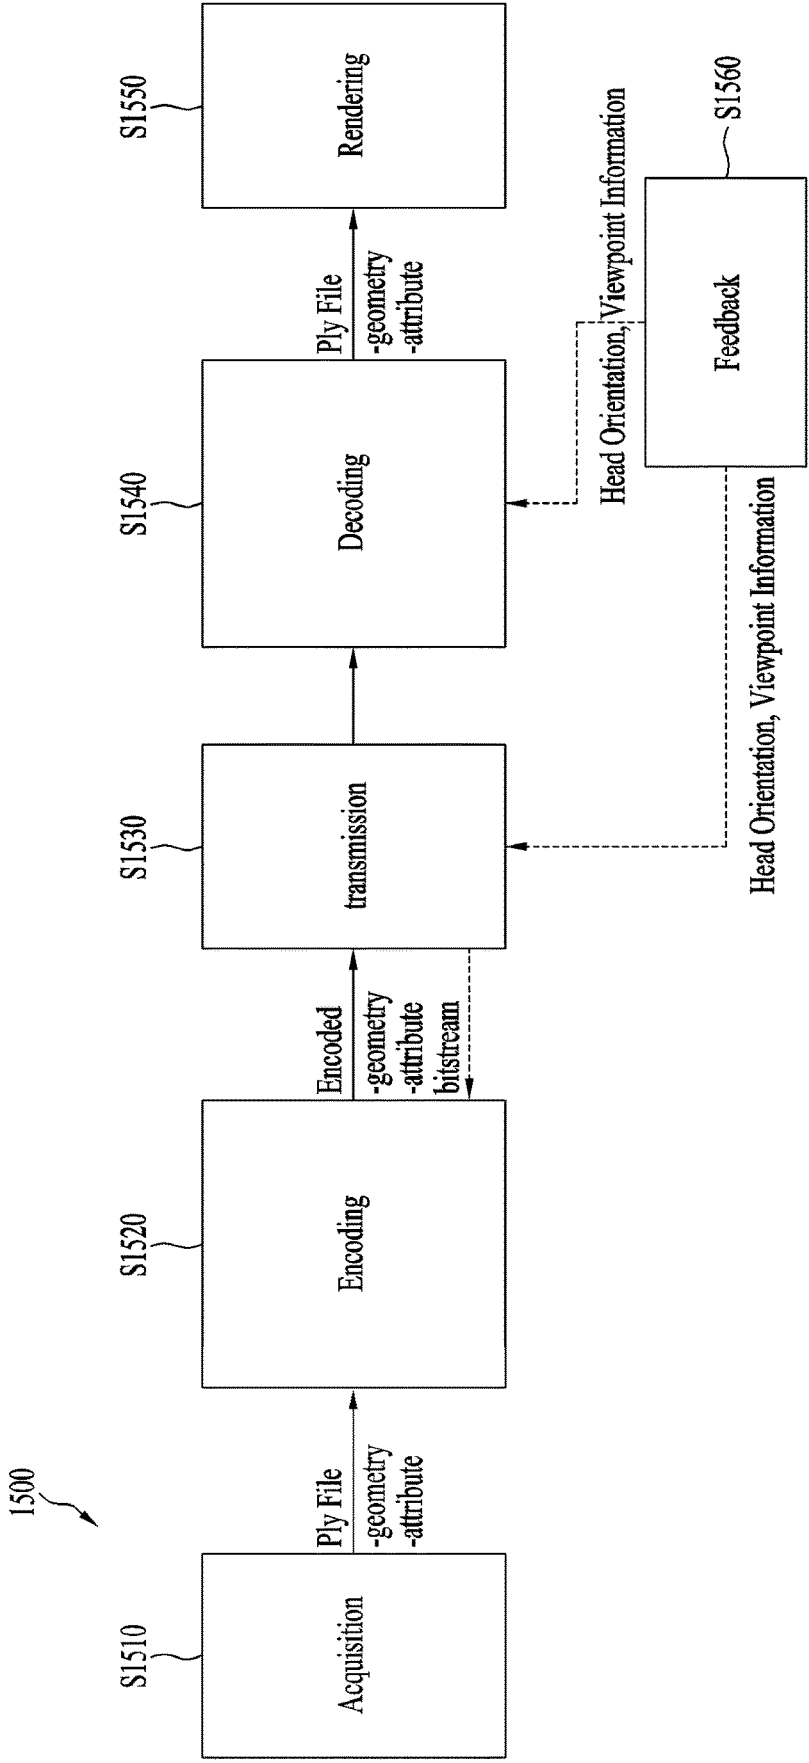 1500
S1510
S1520
S1530
S1540
S1550
Acquisition
Ply File
-geometry
-attribute
Encoding
Encoded
-geometry
-attribute
bitstream
transmission
Decoding
Ply File
-geometry
-attribute
Rendering
Head Orientation, Viewpoint Information
Feedback
S1560
Head Orientation, Viewpoint Information